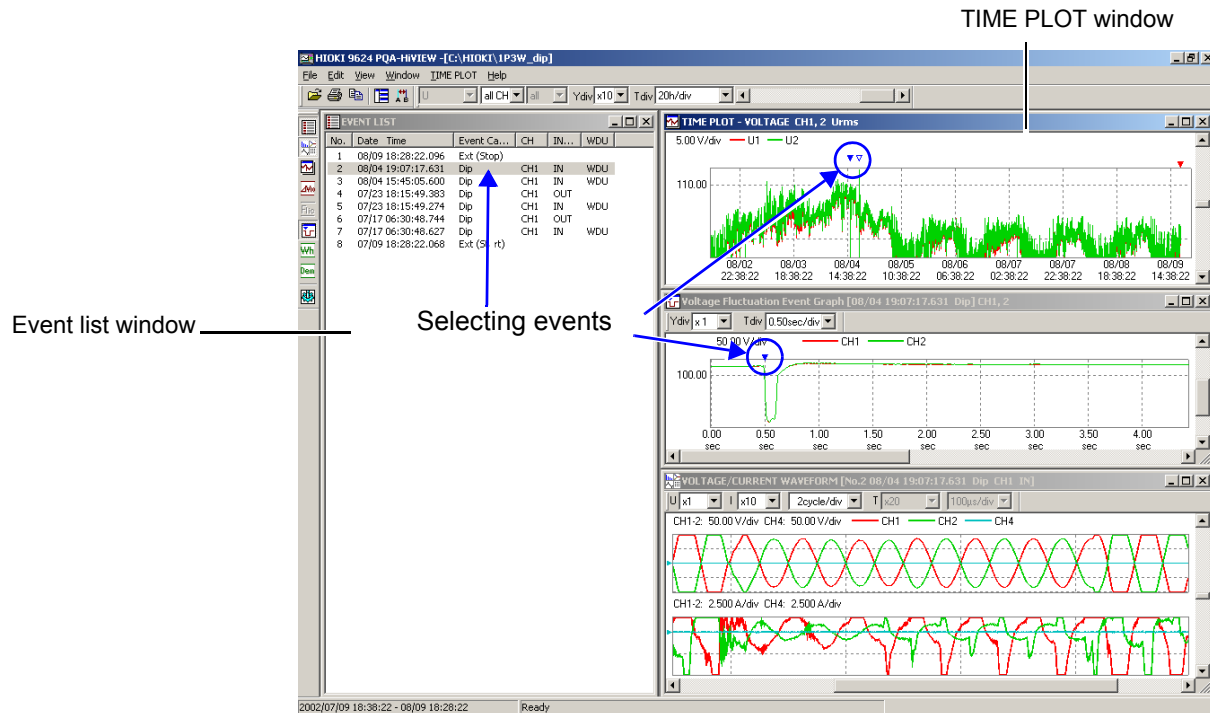 TIME PLOT window
HIOKI 9624 PQA-HiVIEW -[C:\HIOKI\1P3W_dip]
File Edit View Window TIME PLOT Help
U all CH all Ydiv x10 Tdiv 20h/div
EVENT LIST
No. Date Time Event Ca... CH IN... WDU
1 08/09 18:28:22.096 Ext (Stop)
2 08/04 19:07:17.631 Dip CH1 IN WDU
3 08/04 15:45:05.600 Dip CH1 IN WDU
4 07/23 18:15:49.383 Dip CH1 OUT
5 07/23 18:15:49.274 Dip CH1 IN WDU
6 07/17 06:30:48.744 Dip CH1 OUT
7 07/17 06:30:48.627 Dip CH1 IN WDU
8 07/09 18:28:22.068 Ext (St rt)
Wh
Dem
Event list window
Selecting events
TIME PLOT - VOLTAGE CH1, 2 Urms
5.00 V/div U1 U2
110.00
08/02 08/03 08/04 08/05 08/06 08/07 08/07 08/08 08/09
22:38:22 18:38:22 14:38:22 10:38:22 06:38:22 02:38:22 22:38:22 18:38:22 14:38:22
Voltage Fluctuation Event Graph [08/04 19:07:17.631 Dip] CH1, 2
Ydiv x 1 Tdiv 0.50sec/div
50.00 V/div CH1 CH2
100.00
0.00 0.50 1.00 1.50 2.00 2.50 3.00 3.50 4.00
sec sec sec sec sec sec sec sec sec
VOLTAGE/CURRENT WAVEFORM [No.2 08/04 19:07:17.631 Dip CH1 IN]
U x1 I x10 2cycle/div T x20 100µs/div
CH1-2: 50.00 V/div CH4: 50.00 V/div CH1 CH2 CH4
CH1-2: 2.500 A/div CH4: 2.500 A/div
2002/07/09 18:38:22 - 08/09 18:28:22 Ready